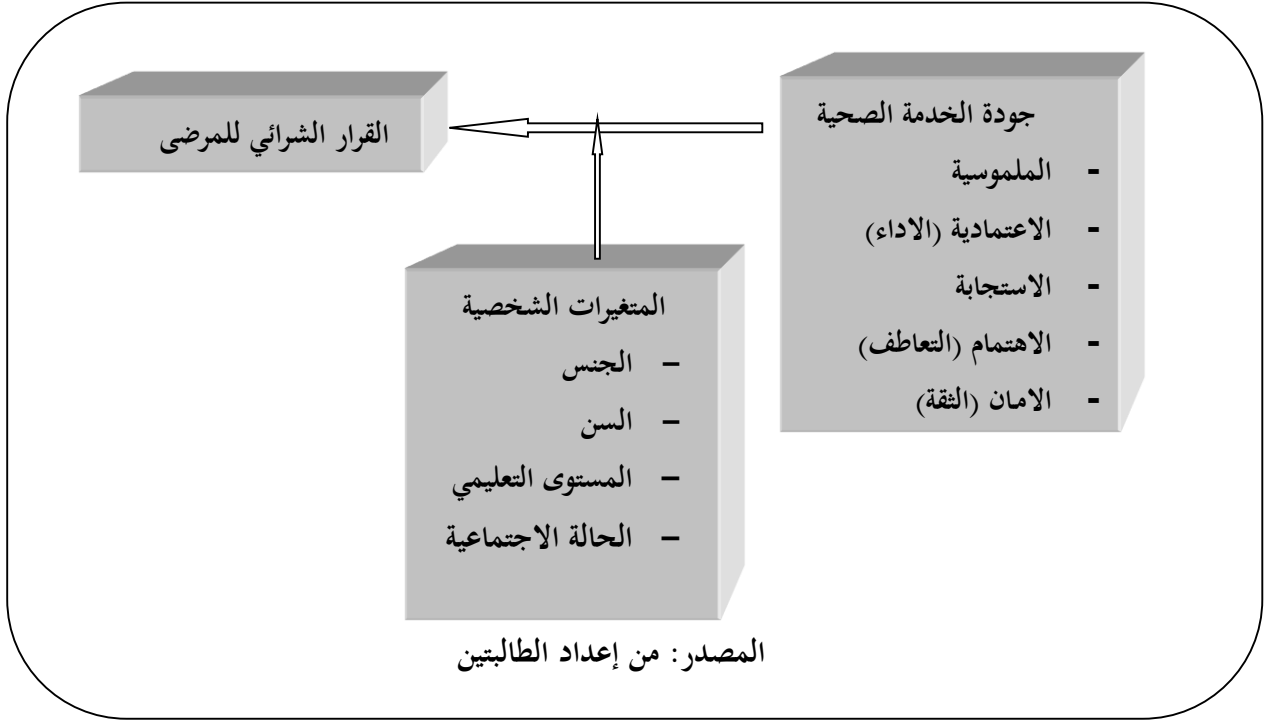 جودة الخدمة الصحية
- الملموسية
- الاعتمادية (الاداء)
- الاستجابة
- الاهتمام (التعاطف)
- الامان (الثقة)
القرار الشرائي للمرضى
المتغيرات الشخصية
– الجنس
– السن
– المستوى التعليمي
– الحالة الاجتماعية
المصدر: من إعداد الطالبتين